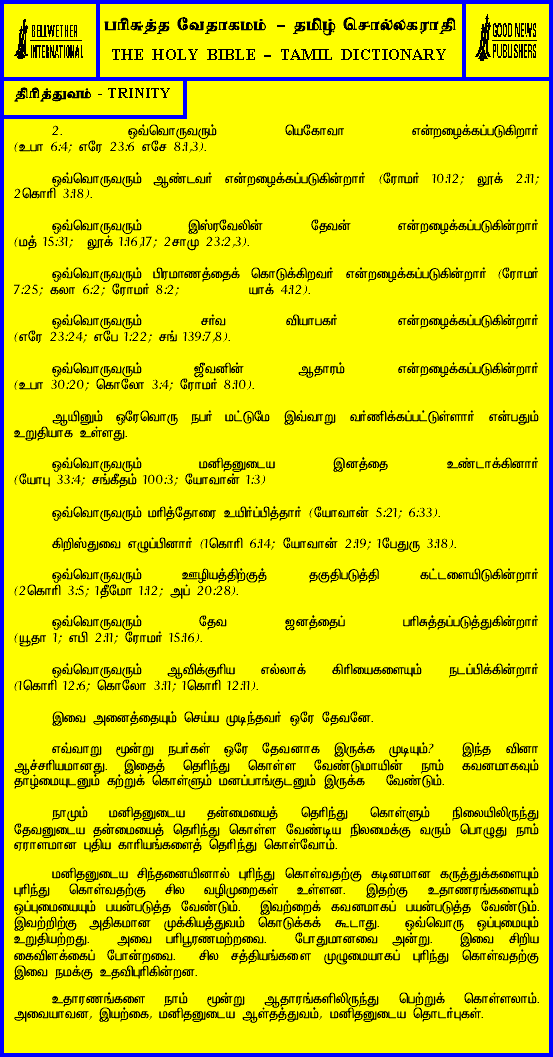 BELLWETHER
INTERNATIONAL
பரிசுத்த வேதாகமம் – தமிழ் சொல்லகராதி
THE HOLY BIBLE – TAMIL DICTIONARY
GOOD NEWS
PUBLISHERS
திரித்துவம் - TRINITY
2. ஒவ்வொருவரும் யெகோவா என்றழைக்கப்படுகிறார்
(உபா 6:4; எரே 23:6 எசே 8:1,3).
ஒவ்வொருவரும் ஆண்டவர் என்றழைக்கப்படுகின்றார் (ரோமர் 10:12; லூக் 2:11;
2கொரி 3:18).
ஒவ்வொருவரும் இஸ்ரவேலின் தேவன் என்றழைக்கப்படுகின்றார்
(மத் 15:31; லூக் 1:16,17; 2சாமு 23:2,3).
ஒவ்வொருவரும் பிரமாணத்தைக் கொடுக்கிறவர் என்றழைக்கப்படுகின்றார் (ரோமர்
7:25; கலா 6:2; ரோமர் 8:2; யாக் 4:12).
ஒவ்வொருவரும் சர்வ வியாபகர் என்றழைக்கப்படுகின்றார்
(எரே 23:24; எபே 1:22; சங் 139:7,8).
ஒவ்வொருவரும் ஜீவனின் ஆதாரம் என்றழைக்கப்படுகின்றார்
(உபா 30:20; கொலோ 3:4; ரோமர் 8:10).
ஆயினும் ஒரேவொரு நபர் மட்டுமே இவ்வாறு வர்ணிக்கப்பட்டுள்ளார் என்பதும்
உறுதியாக உள்ளது.
ஒவ்வொருவரும் மனிதனுடைய இனத்தை உண்டாக்கினார்
(யோபு 33:4; சங்கீதம் 100:3; யோவான் 1:3)
ஒவ்வொருவரும் மரித்தோரை உயிர்ப்பித்தார் (யோவான் 5:21; 6:33).
கிறிஸ்துவை எழுப்பினார் (1கொரி 6:14; யோவான் 2:19; 1பேதுரு 3:18).
ஒவ்வொருவரும் ஊழியத்திற்குத் தகுதிபடுத்தி கட்டளையிடுகின்றார்
(2கொரி 3:5; 1தீமோ 1:12; அப் 20:28).
ஒவ்வொருவரும் தேவ ஜனத்தைப் பரிசுத்தப்படுத்துகின்றார்
(யூதா 1; எபி 2:11; ரோமர் 15:16).
ஒவ்வொருவரும் ஆவிக்குரிய எல்லாக் கிரியைகளையும் நடப்பிக்கின்றார்
(1கொரி 12:6; கொலோ 3:11; 1கொரி 12:11).
இவை அனைத்தையும் செய்ய முடிந்தவர் ஒரே தேவனே.
எவ்வாறு மூன்று நபர்கள் ஒரே தேவனாக இருக்க முடியும்? இந்த வினா
ஆச்சரியமானது. இதைத் தெரிந்து கொள்ள வேண்டுமாயின் நாம் கவனமாகவும்
தாழ்மையுடனும் கற்றுக் கொள்ளும் மனப்பாங்குடனும் இருக்க வேண்டும்.
நாமும் மனிதனுடைய தன்மையைத் தெரிந்து கொள்ளும் நிலையிலிருந்து
தேவனுடைய தன்மையைத் தெரிந்து கொள்ள வேண்டிய நிலமைக்கு வரும் பொழுது நாம்
ஏராளமான புதிய காரியங்களைத் தெரிந்து கொள்வோம்.
மனிதனுடைய சிந்தனையினால் புரிந்து கொள்வதற்கு கடினமான கருத்துக்களையும்
புரிந்து கொள்வதற்கு சில வழிமுறைகள் உள்ளன. இதற்கு உதாணரங்களையும்
ஒப்புமையையும் பயன்படுத்த வேண்டும். இவற்றைக் கவனமாகப் பயன்படுத்த வேண்டும்.
இவற்றிற்கு அதிகமான முக்கியத்துவம் கொடுக்கக் கூடாது. ஒவ்வொரு ஒப்புமையும்
உறுதியற்றது. அவை பரிபூரணமற்றவை. போதுமானவை அன்று. இவை சிறிய
கைவிளக்கைப் போன்றவை. சில சத்தியங்களை முழுமையாகப் புரிந்து கொள்வதற்கு
இவை நமக்கு உதவிபுரிகின்றன.
உதாரணங்களை நாம் மூன்று ஆதாரங்களிலிருந்து பெற்றுக் கொள்ளலாம்.
அவையாவன, இயற்கை, மனிதனுடைய ஆள்தத்துவம், மனிதனுடைய தொடர்புகள்.